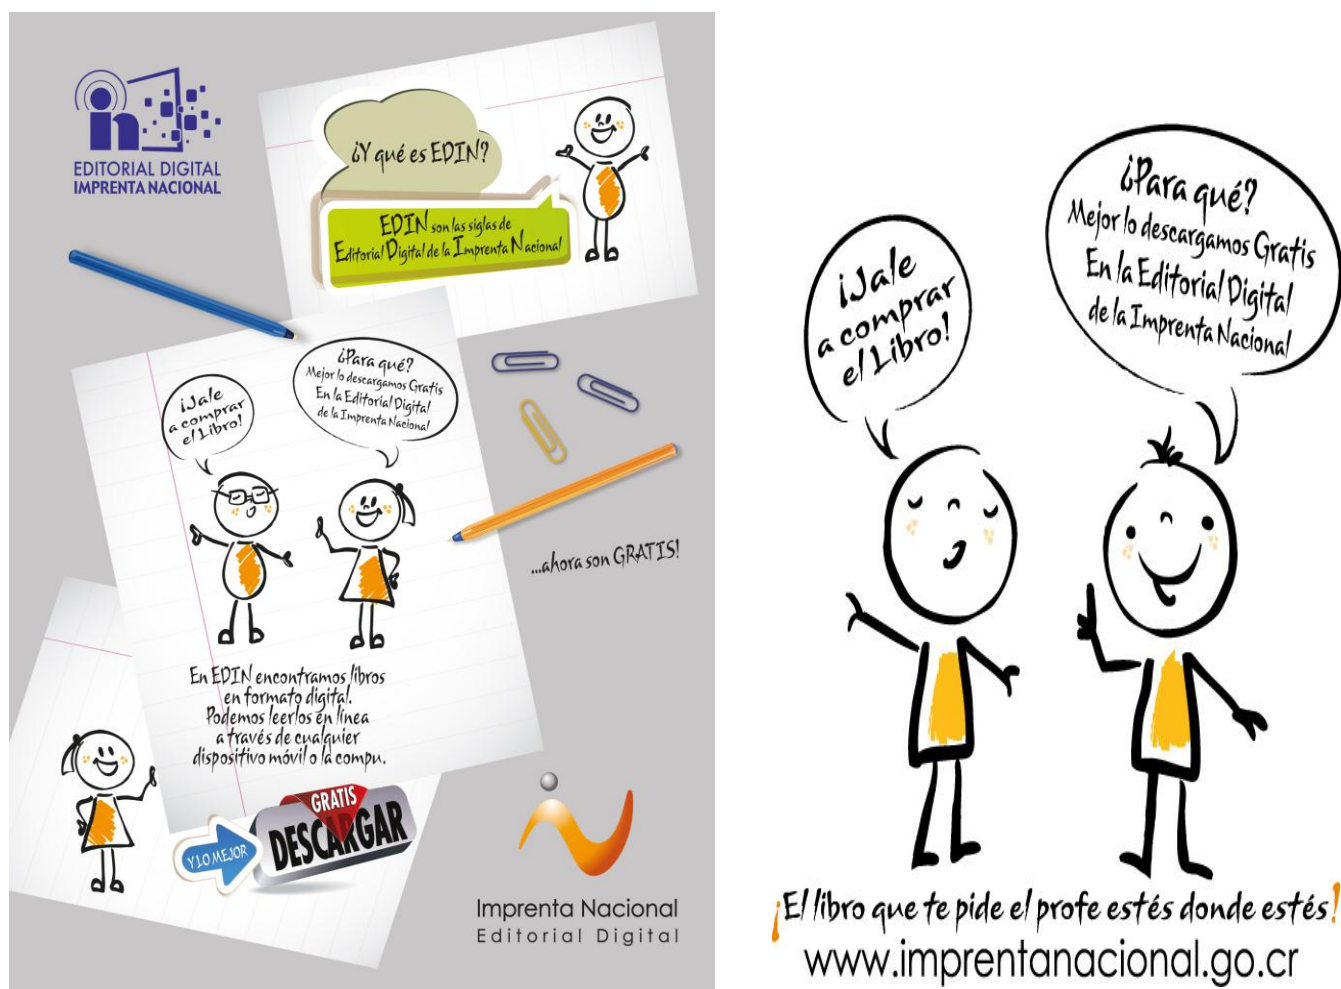 EDITORIAL DIGITAL
IMPRENTA NACIONAL
¿Y qué es EDIN?
EDIN son las siglas de
Editorial Digital de la Imprenta Nacional
¡Jale
a comprar
el Libro!
¿Para qué?
Mejor lo descargamos Gratis
En la Editorial Digital
de la Imprenta Nacional
...ahora son GRATIS!
En EDIN encontramos libros
en formato digital.
Podemos leerlos en línea
a través de cualquier
dispositivo móvil o la compu.
Y LO MEJOR
GRATIS
DESCARGAR
Imprenta Nacional
Editorial Digital
¡Jale
a comprar
el Libro!
¿Para qué?
Mejor lo descargamos Gratis
En la Editorial Digital
de la Imprenta Nacional
¡El libro que te pide el profe estés donde estés!
www.imprentanacional.go.cr